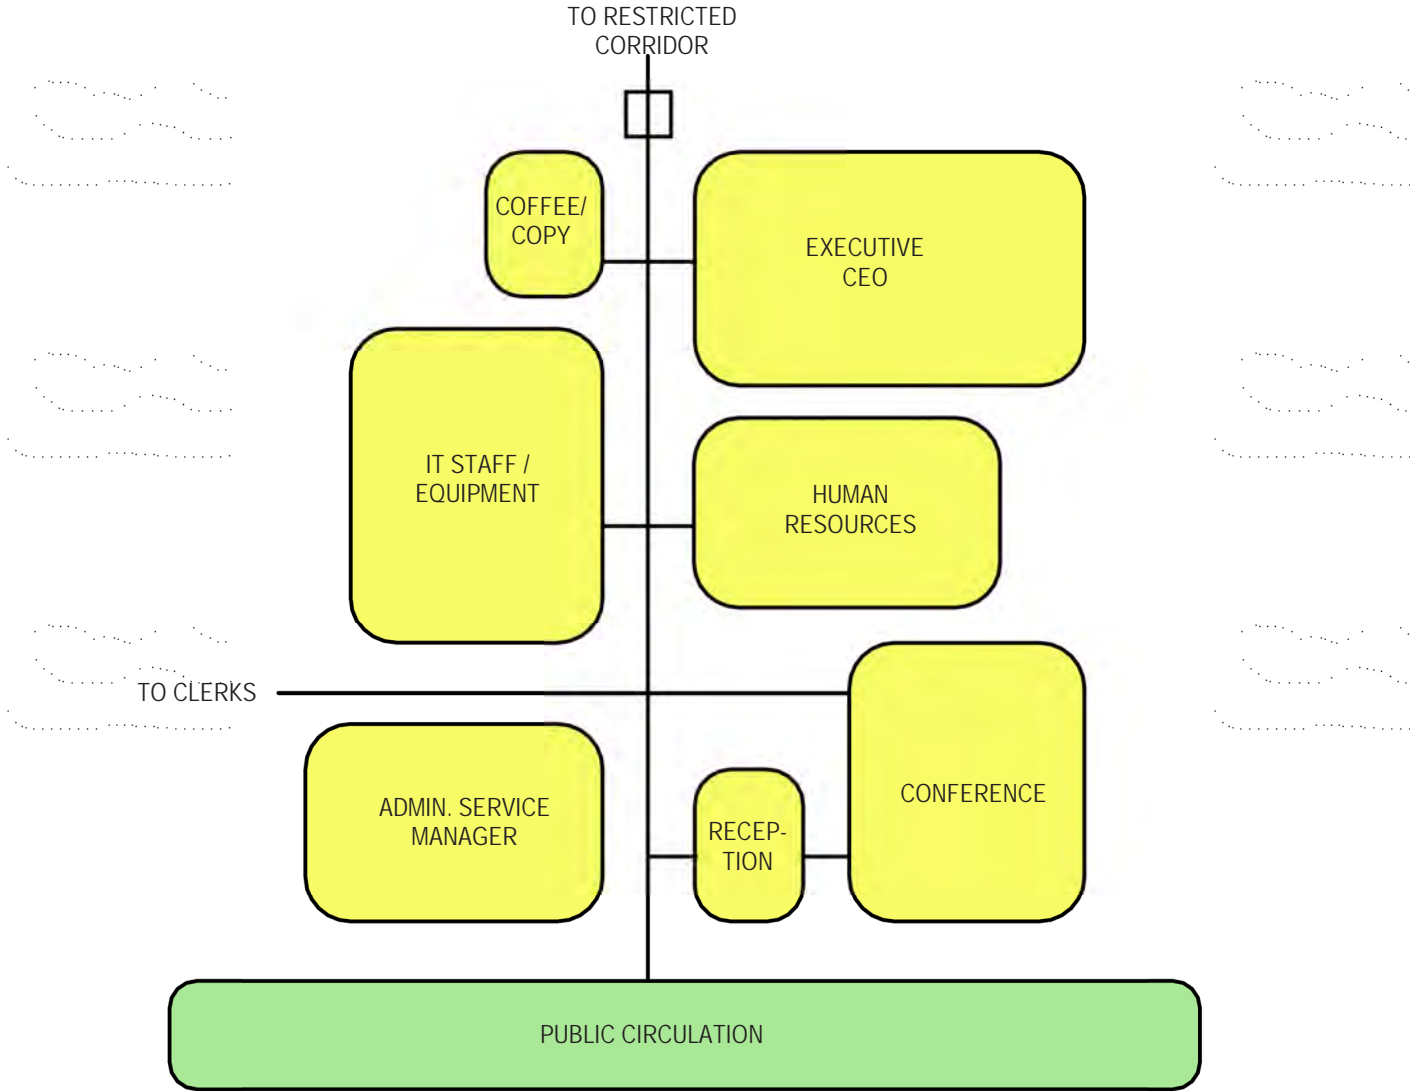 TO RESTRICTED
CORRIDOR
COFFEE/
COPY
EXECUTIVE
CEO
IT STAFF /
EQUIPMENT
HUMAN
RESOURCES
TO CLERKS
ADMIN. SERVICE
MANAGER
RECEP-
TION
CONFERENCE
PUBLIC CIRCULATION